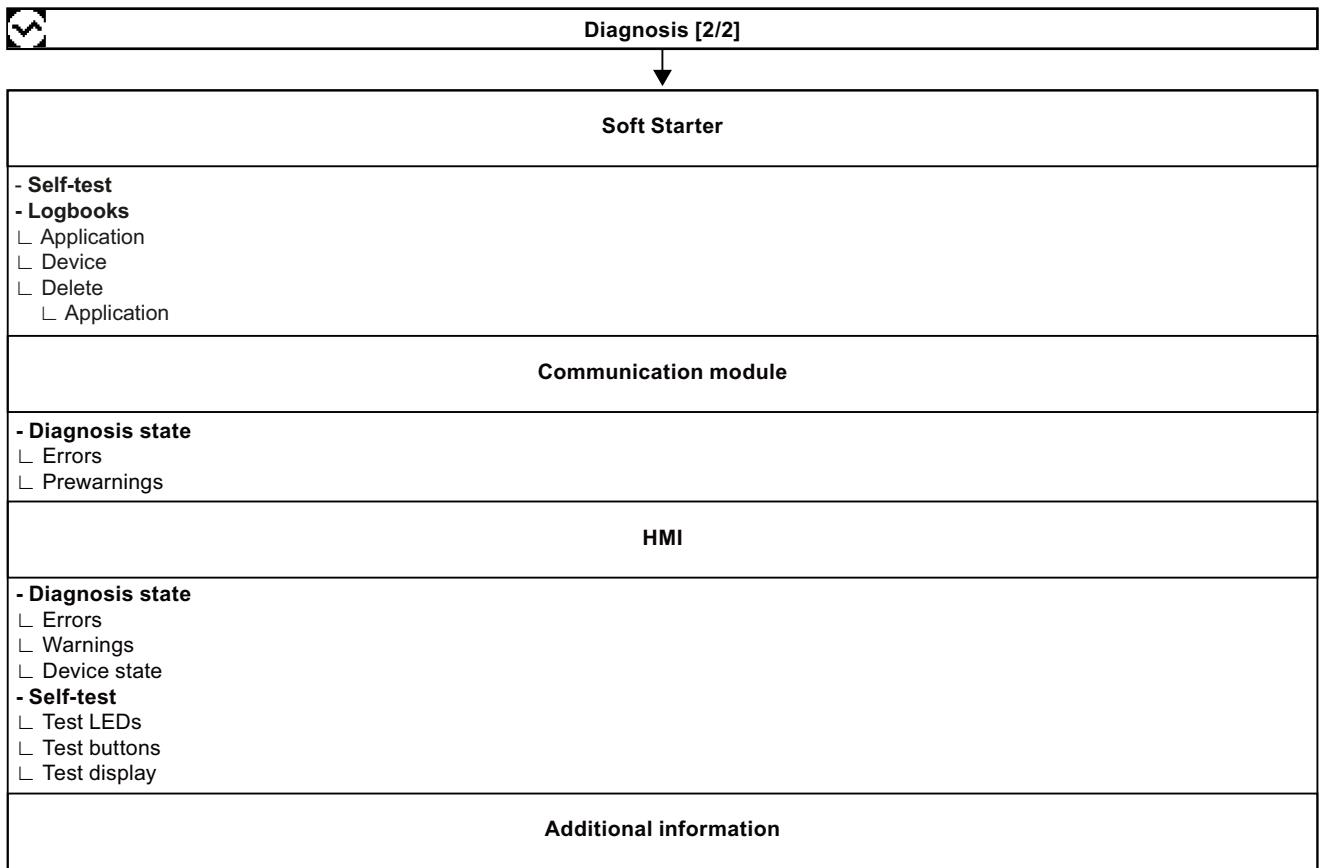 Diagnosis [2/2]
Soft Starter
- Self-test
- Logbooks
∟ Application
∟ Device
∟ Delete
∟ Application
Communication module
- Diagnosis state
∟ Errors
∟ Prewarnings
HMI
- Diagnosis state
∟ Errors
∟ Warnings
∟ Device state
- Self-test
∟ Test LEDs
∟ Test buttons
∟ Test display
Additional information